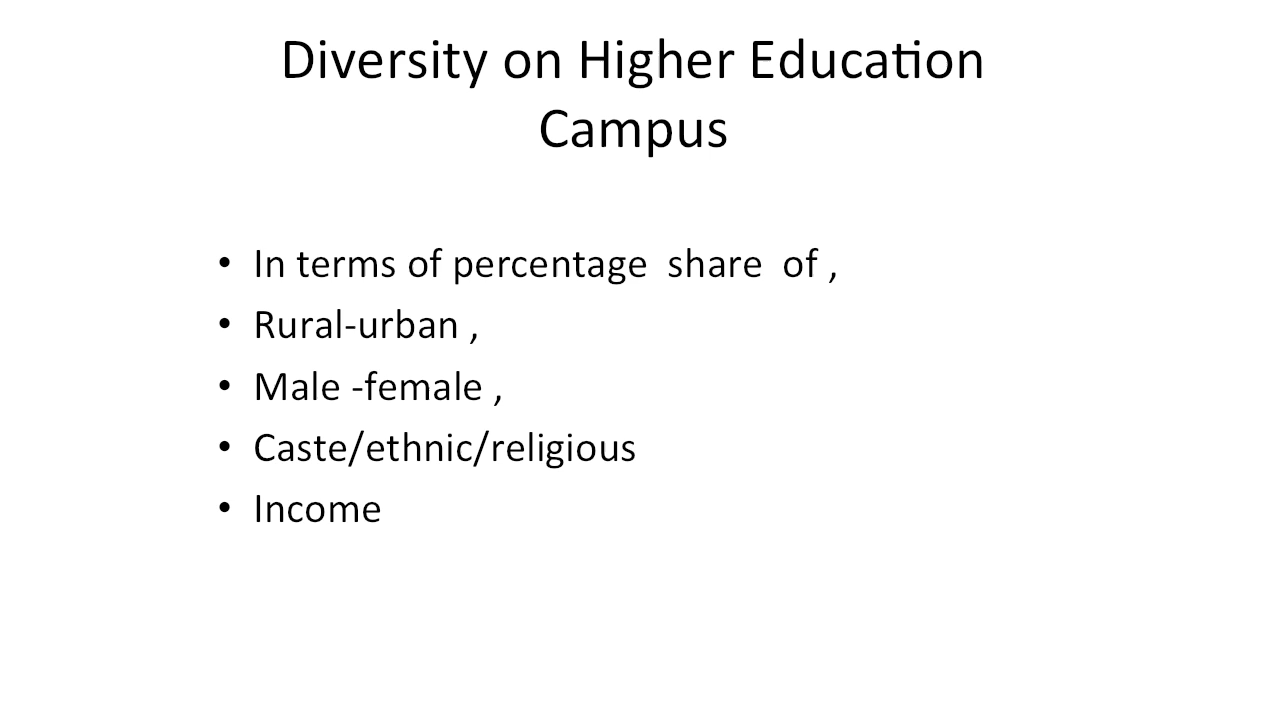 Diversity on Higher Education
Campus
• In terms of percentage  share  of ,
• Rural-urban ,
• Male -female ,
• Caste/ethnic/religious
• Income